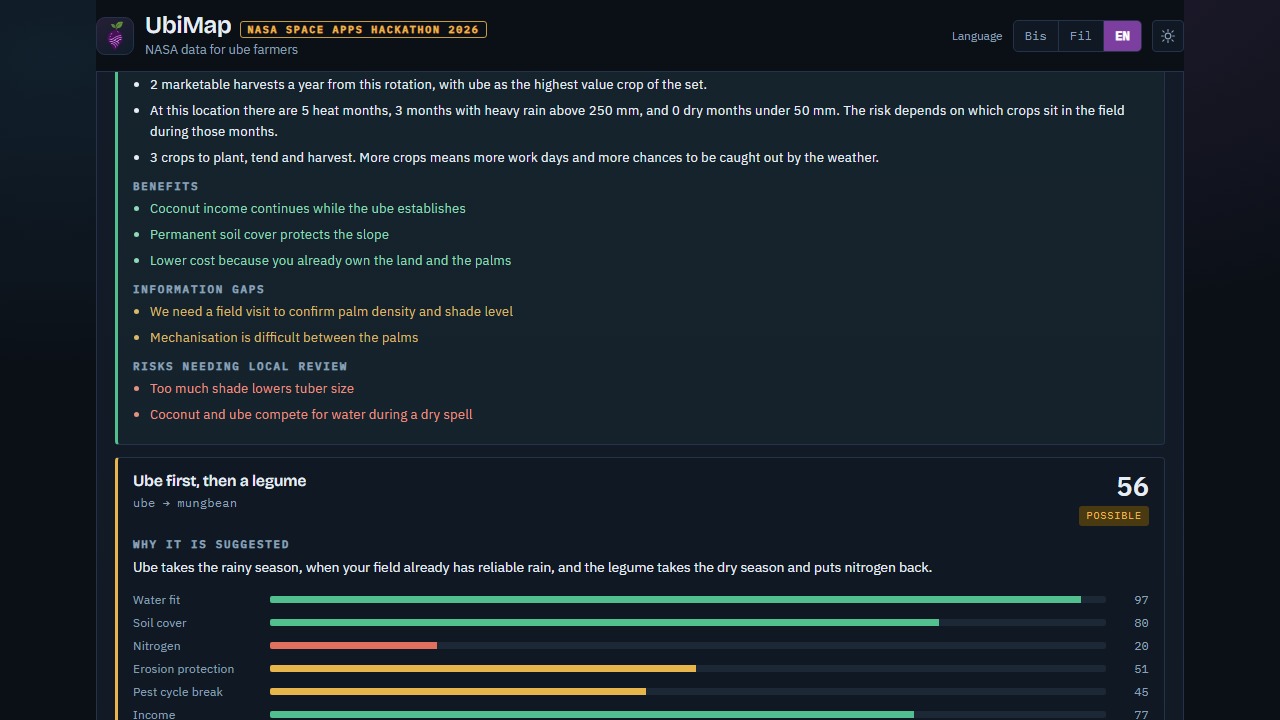 UbiMap
NASA SPACE APPS HACKATHON 2026
NASA data for ube farmers
Language
Bis
Fil
EN
2 marketable harvests a year from this rotation, with ube as the highest value crop of the set.
At this location there are 5 heat months, 3 months with heavy rain above 250 mm, and 0 dry months under 50 mm. The risk depends on which crops sit in the field
during those months.
3 crops to plant, tend and harvest. More crops means more work days and more chances to be caught out by the weather.
BENEFITS
Coconut income continues while the ube establishes
Permanent soil cover protects the slope
Lower cost because you already own the land and the palms
INFORMATION GAPS
We need a field visit to confirm palm density and shade level
Mechanisation is difficult between the palms
RISKS NEEDING LOCAL REVIEW
Too much shade lowers tuber size
Coconut and ube compete for water during a dry spell
Ube first, then a legume
56
ube → mungbean
POSSIBLE
WHY IT IS SUGGESTED
Ube takes the rainy season, when your field already has reliable rain, and the legume takes the dry season and puts nitrogen back.
Water fit 97
Soil cover 80
Nitrogen 20
Erosion protection 51
Pest cycle break 45
Income 77